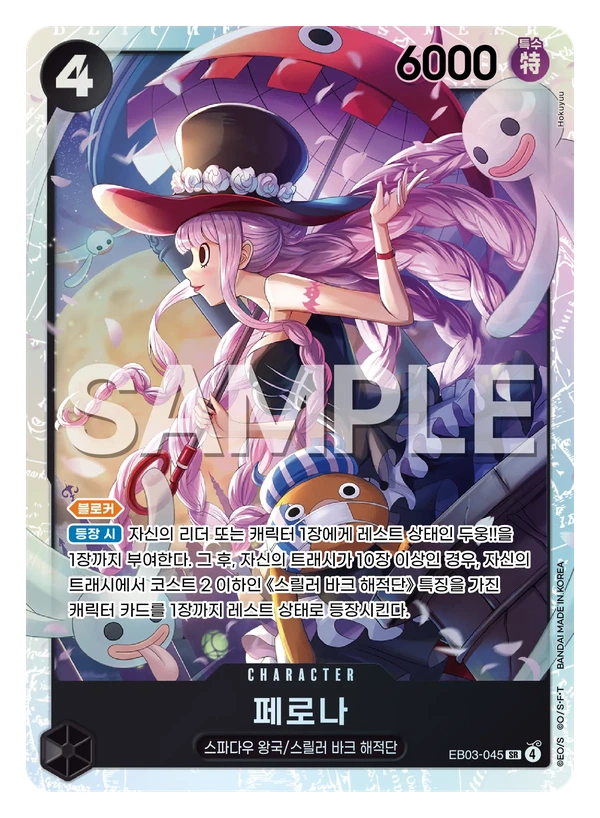 4
6000
특수
特
Hokuyuu
SAMPLE
블로커
등장 시 자신의 리더 또는 캐릭터 1장에게 레스트 상태인 두웅!!을
1장까지 부여한다. 그 후, 자신의 트래시가 10장 이상인 경우, 자신의
트래시에서 코스트 2 이하인 《스릴러 바크 해적단》 특징을 가진
캐릭터 카드를 1장까지 레스트 상태로 등장시킨다.
CHARACTER
페로나
스파다우 왕국/스릴러 바크 해적단
EB03-045 SR 4
©EO/S ©O/S·F·T BANDAI MADE IN KOREA